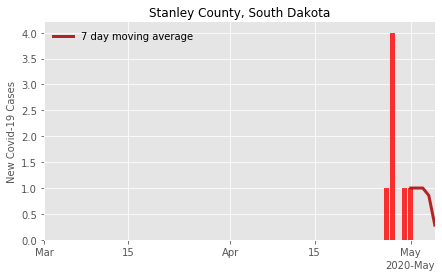 Stanley County, South Dakota
7 day moving average
New Covid-19 Cases
4.0
3.5
3.0
2.5
2.0
1.5
1.0
0.5
0.0
Mar 15 Apr 15 May
2020-May